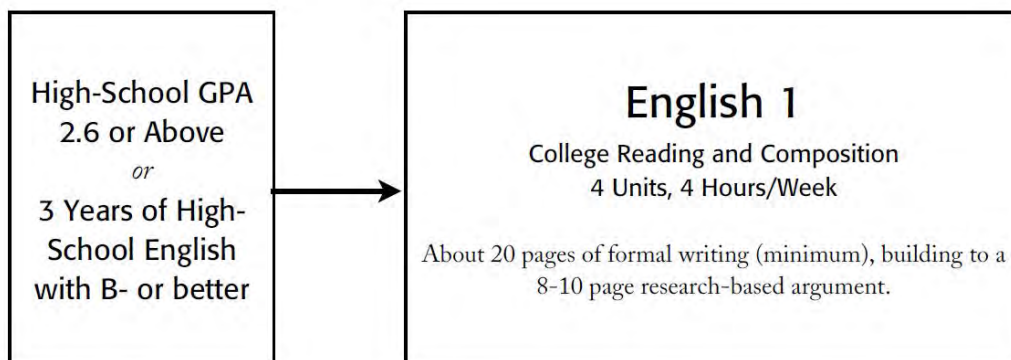 High-School GPA
2.6 or Above
or
3 Years of High-
School English
with B- or better
English 1
College Reading and Composition
4 Units, 4 Hours/Week
About 20 pages of formal writing (minimum), building to a
8-10 page research-based argument.